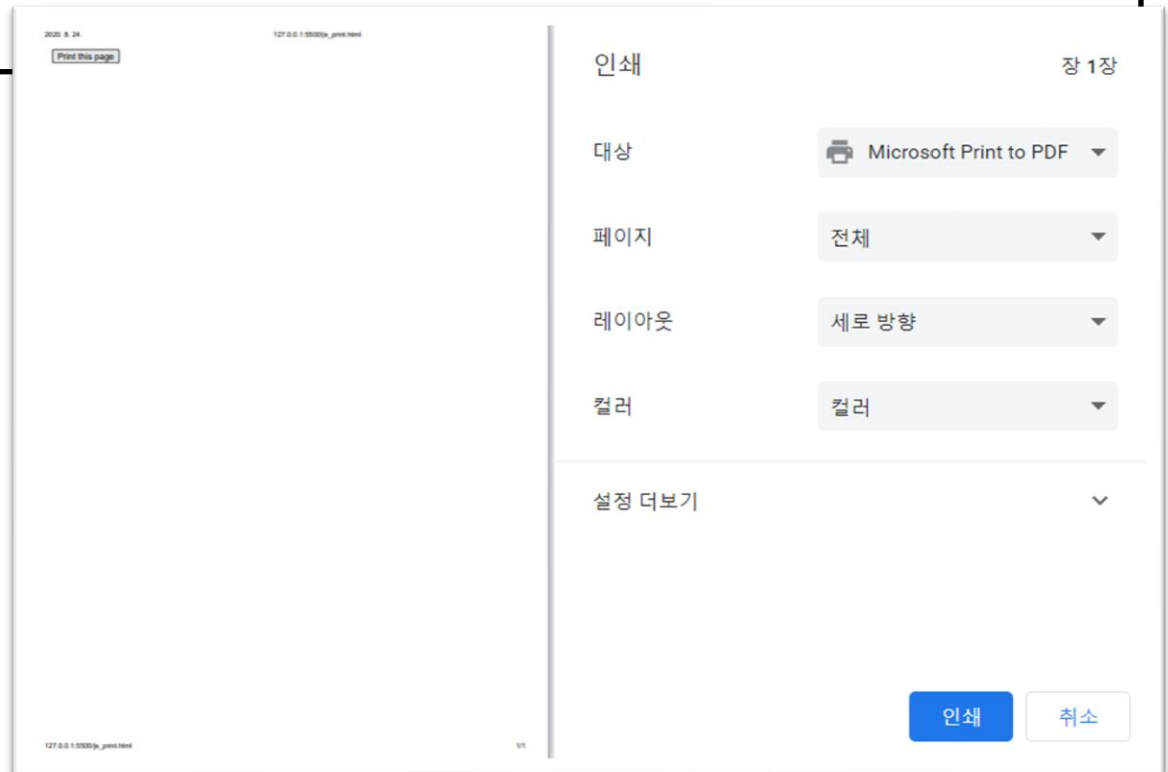 2020. 8. 24.
127.0.0.1:5500/js_print.html
Print this page
인쇄
장 1장
대상
Microsoft Print to PDF
페이지
전체
레이아웃
세로 방향
컬러
컬러
설정 더보기
인쇄
취소
127.0.0.1:5500/js_print.html
1/1